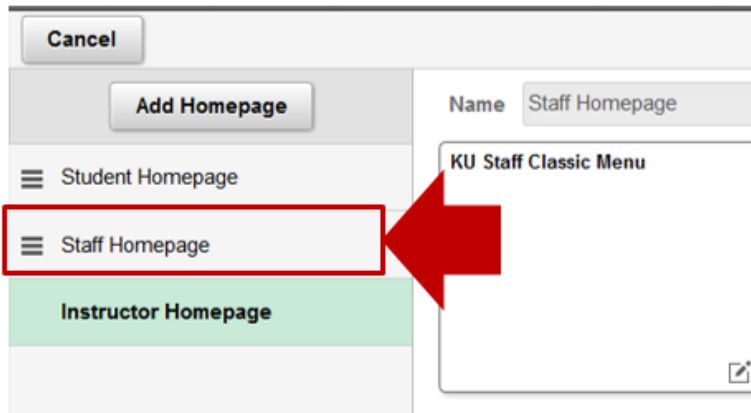 Cancel
Add Homepage
Name Staff Homepage
Student Homepage
KU Staff Classic Menu
Staff Homepage
Instructor Homepage